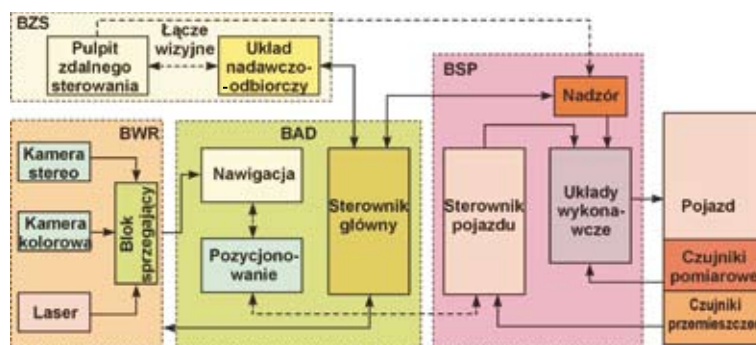 BZS
Pulpit
zdalnego
sterowania
Łącze
wizyjne
Układ
nadawczo-
-odbiorczy
BSP
Nadzór
BWR
Kamera
stereo
Kamera
kolorowa
Laser
Blok
sprzęgający
BAD
Nawigacja
Pozycjono-
wanie
Sterownik
główny
Sterownik
pojazdu
Układy
wykona-
wcze
Pojazd
Czujniki
pomiarowe
Czujniki
przemieszczeń